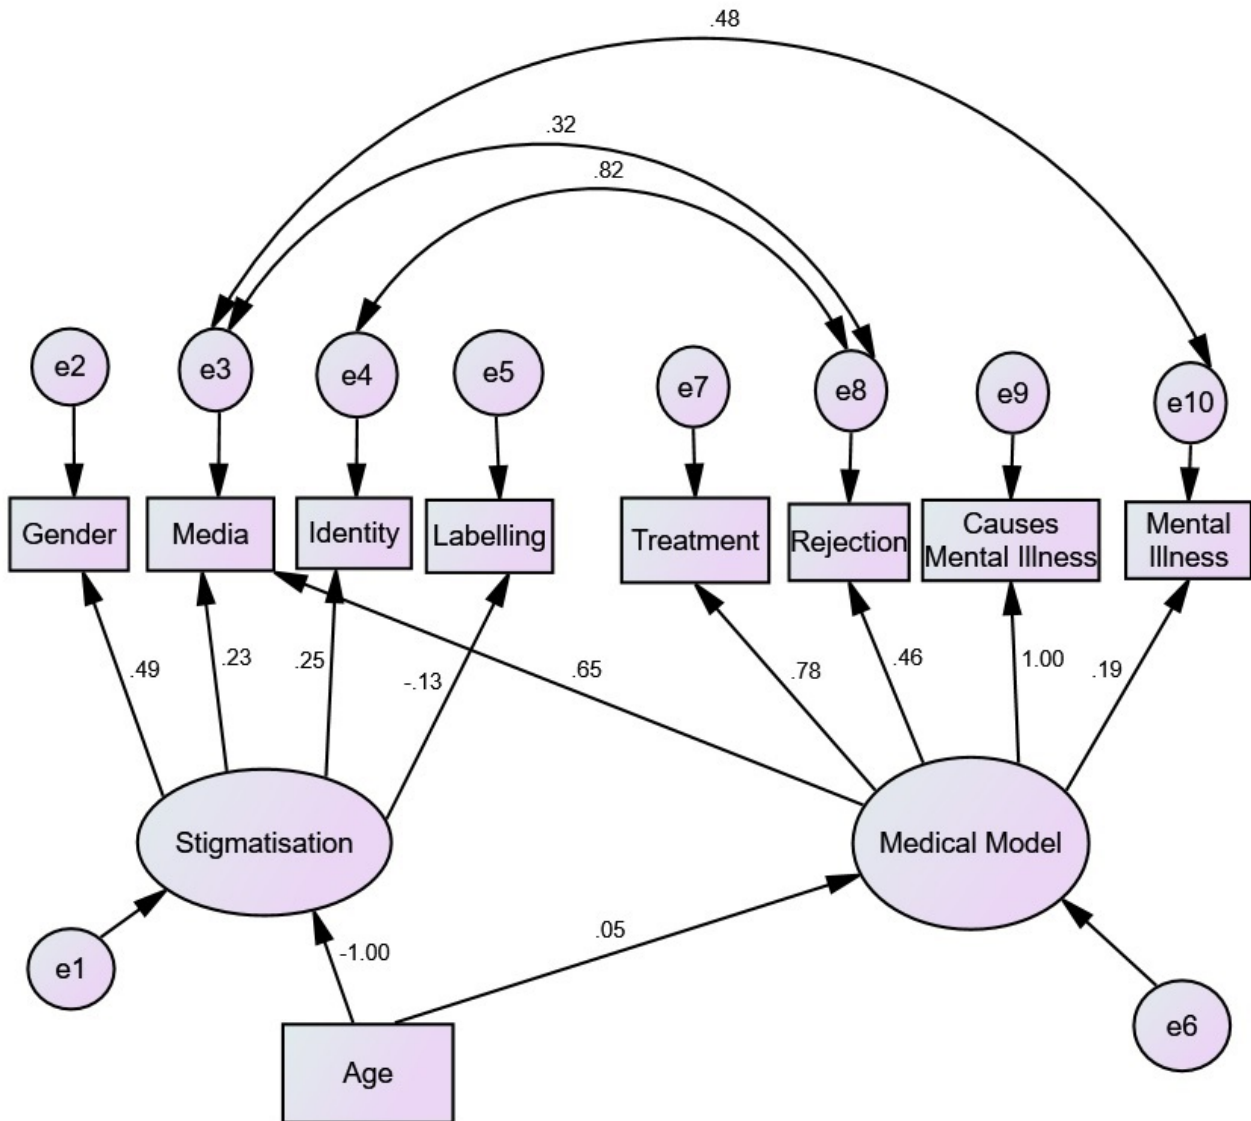 .48
.32
.82
e2
e3
e4
e5
e7
e8
e9
e10
Gender
Media
Identity
Labelling
Treatment
Rejection
Causes
Mental Illness
Mental
Illness
.49
.23
.25
-.13
.65
.78
.46
1.00
.19
Stigmatisation
Medical Model
e1
-1.00
.05
e6
Age